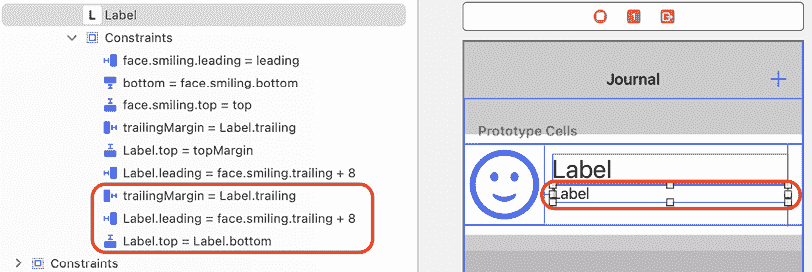 L Label
Constraints
face.smiling.leading = leading
bottom = face.smiling.bottom
face.smiling.top = top
trailingMargin = Label.trailing
Label.top = topMargin
Label.leading = face.smiling.trailing + 8
trailingMargin = Label.trailing
Label.leading = face.smiling.trailing + 8
Label.top = Label.bottom
Constraints
1
Journal
+
Prototype Cells
Label
Label